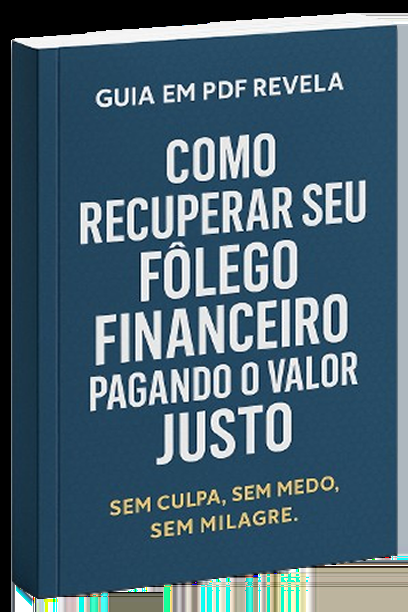 GUIA EM PDF REVELA
COMO
RECUPERAR SEU
FÔLEGO
FINANCEIRO
PAGANDO O VALOR
JUSTO
SEM CULPA, SEM MEDO,
SEM MILAGRE.